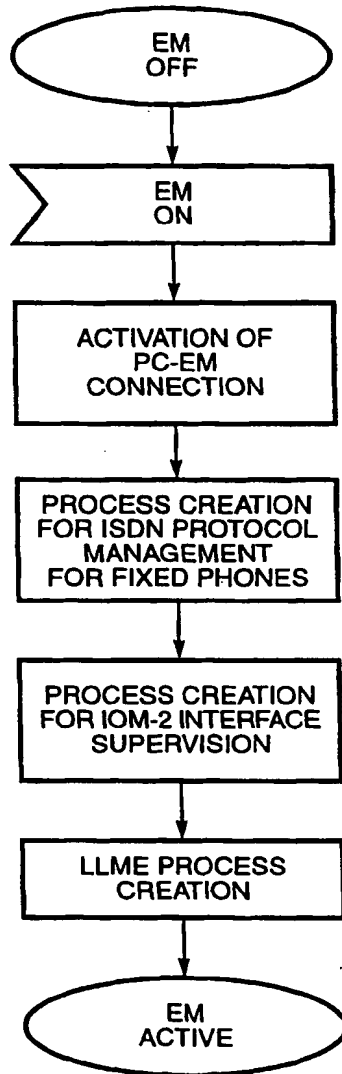 EM
OFF
EM
ON
ACTIVATION OF
PC-EM
CONNECTION
PROCESS CREATION
FOR ISDN PROTOCOL
MANAGEMENT
FOR FIXED PHONES
PROCESS CREATION
FOR IOM-2 INTERFACE
SUPERVISION
LLME PROCESS
CREATION
EM
ACTIVE